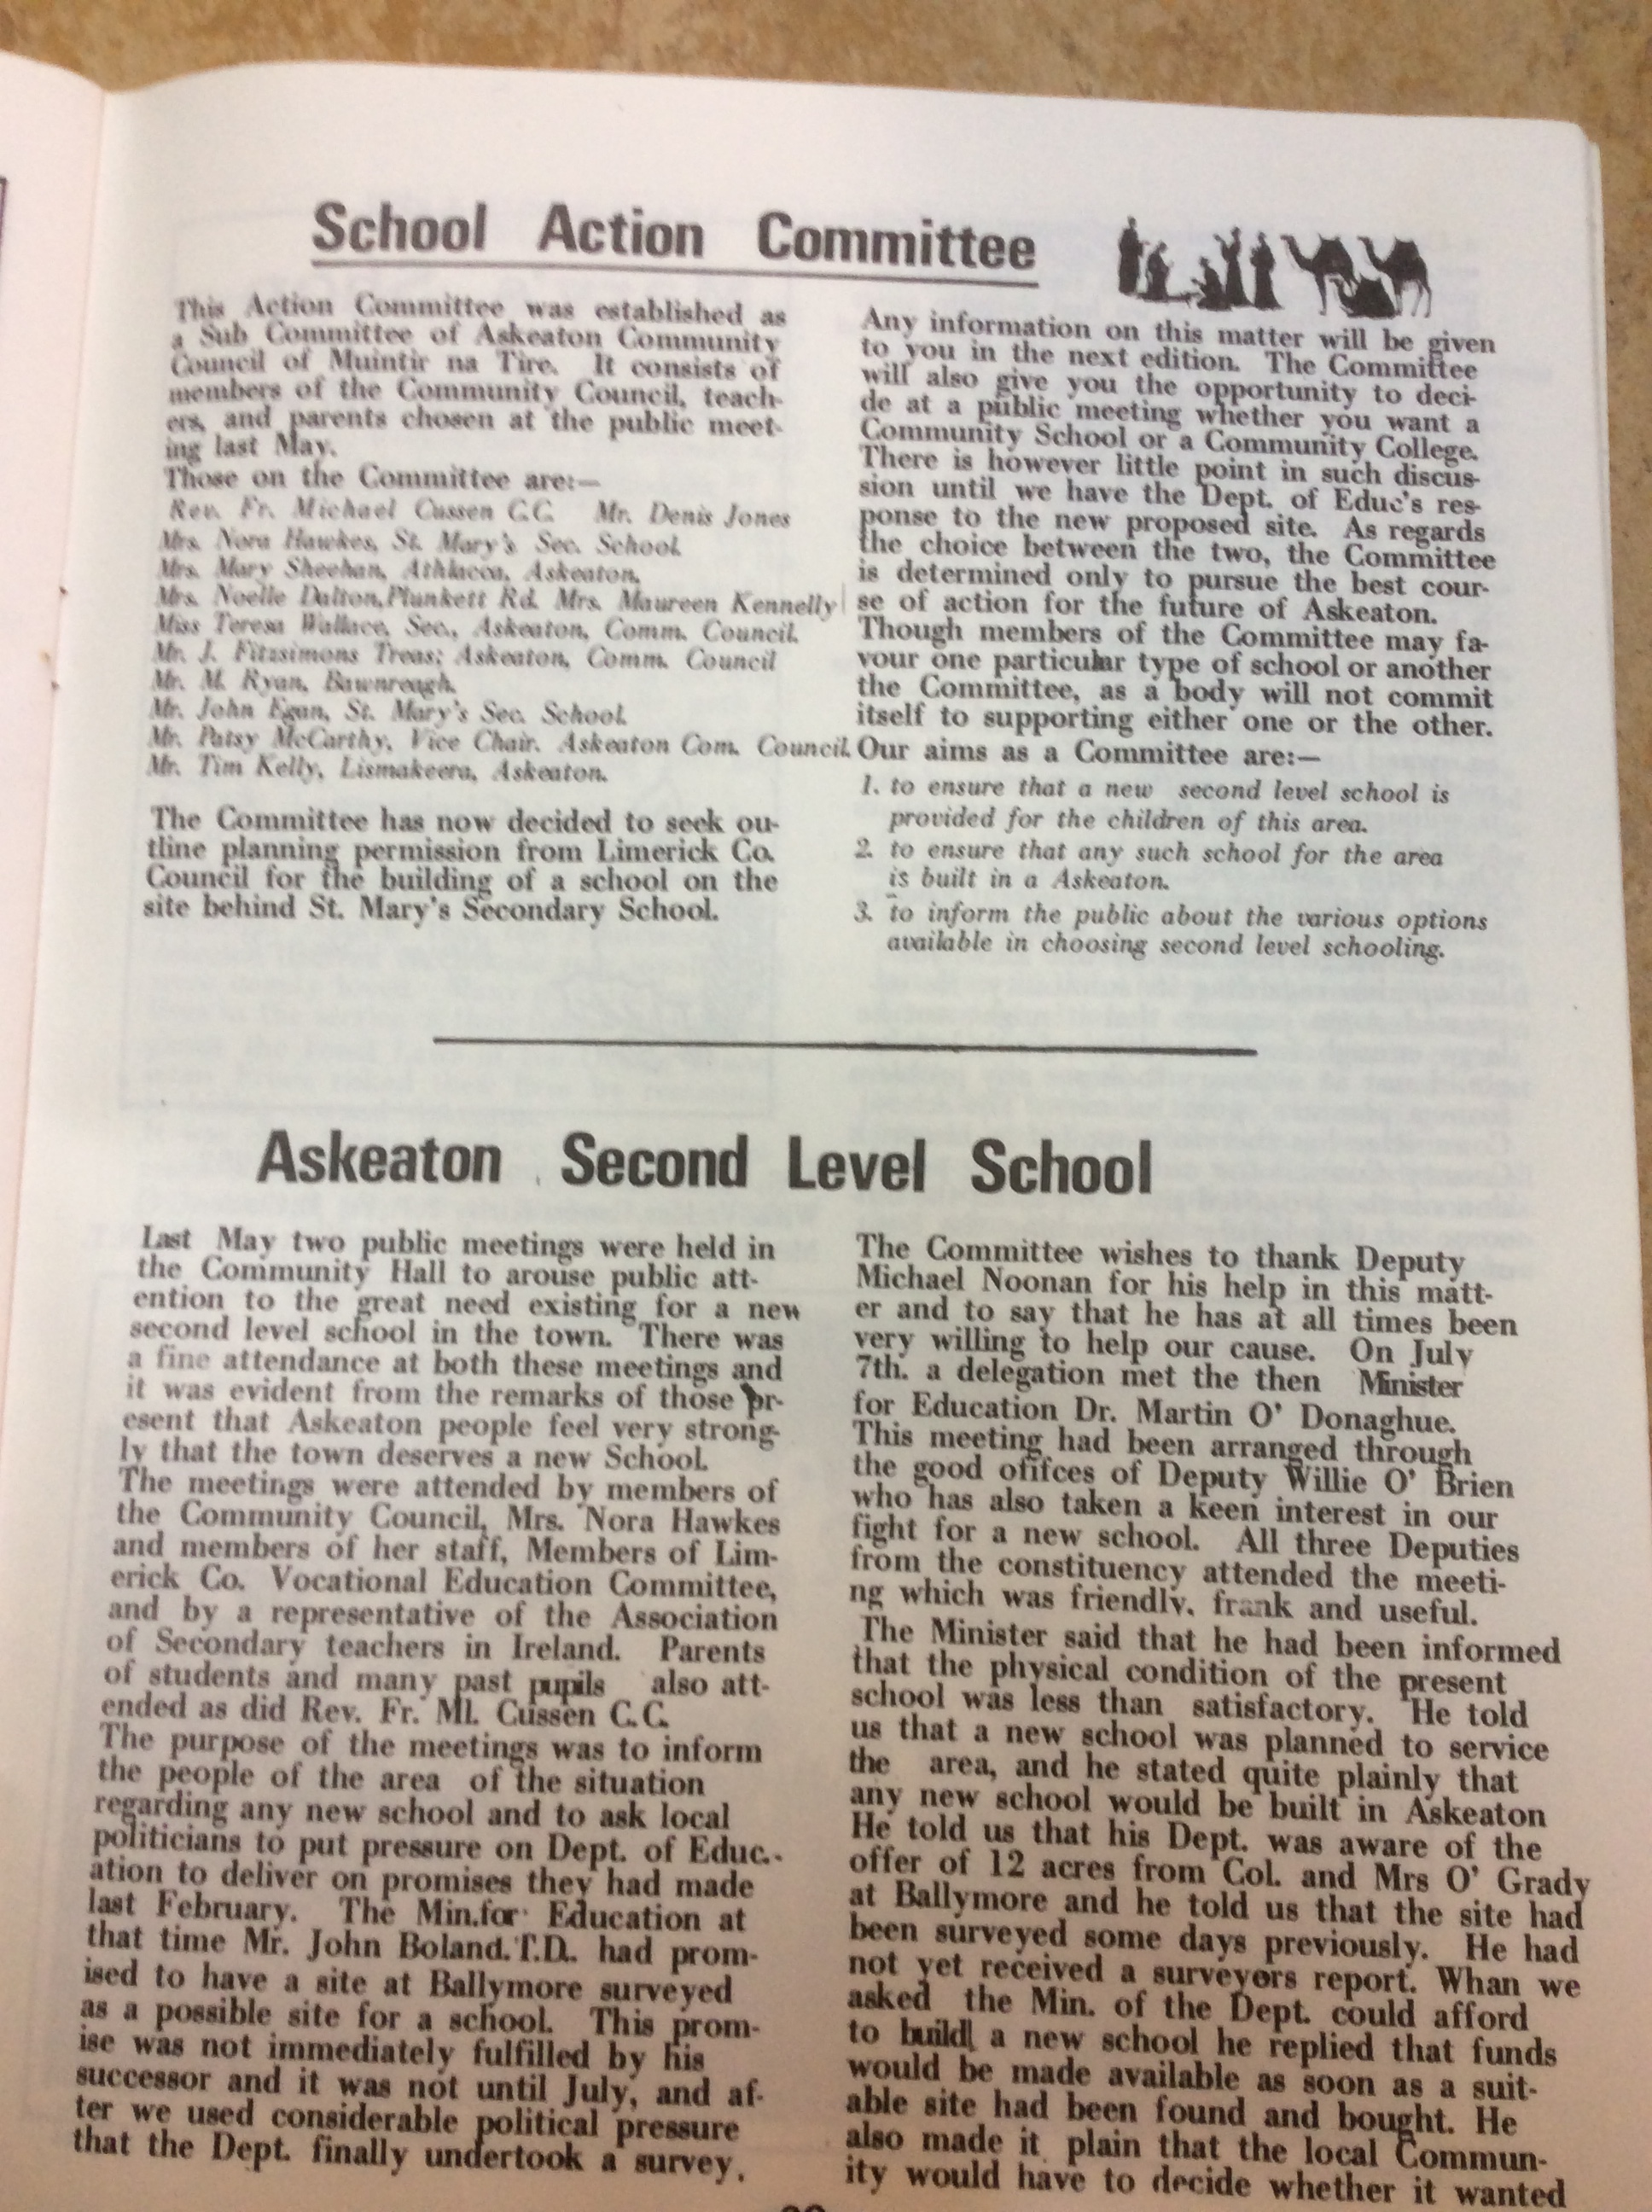 School Action Committee
This Action Committee was established as
a Sub Committee of Askeaton Community
Council of Muintir na Tire. It consists of
members of the Community Council, teach-
ers, and parents chosen at the public meet-
ing last May.
Those on the Committee are:—
Rev. Fr. Michael Cussen C.C. Mr. Denis Jones
Mrs. Nora Hawkes, St. Mary's Sec. School.
Mrs. Mary Sheehan, Athlacca, Askeaton.
Mrs. Noelle Dalton,Plunkett Rd. Mrs. Maureen Kennelly
Miss Teresa Wallace, Sec., Askeaton, Comm. Council.
Mr. J. Fitzsimons Treas: Askeaton, Comm. Council
Mr. M. Ryan, Bawnreagh.
Mr. John Egan, St. Mary's Sec. School.
Mr. Patsy McCarthy, Vice Chair. Askeaton Com. Council.
Mr. Tim Kelly, Lismakeera, Askeaton.
The Committee has now decided to seek ou-
tline planning permission from Limerick Co.
Council for the building of a school on the
site behind St. Mary's Secondary School.
Any information on this matter will be given
to you in the next edition. The Committee
will also give you the opportunity to deci-
de at a public meeting whether you want a
Community School or a Community College.
There is however little point in such discus-
sion until we have the Dept. of Educ's res-
ponse to the new proposed site. As regards
the choice between the two, the Committee
is determined only to pursue the best cour-
se of action for the future of Askeaton.
Though members of the Committee may fa-
vour one particular type of school or another
the Committee, as a body will not commit
itself to supporting either one or the other.
Our aims as a Committee are:—
1. to ensure that a new second level school is
provided for the children of this area.
2. to ensure that any such school for the area
is built in a Askeaton.
3. to inform the public about the various options
available in choosing second level schooling.
Askeaton Second Level School
Last May two public meetings were held in
the Community Hall to arouse public att-
ention to the great need existing for a new
second level school in the town. There was
a fine attendance at both these meetings and
it was evident from the remarks of those pr-
esent that Askeaton people feel very strong-
ly that the town deserves a new School.
The meetings were attended by members of
the Community Council, Mrs. Nora Hawkes
and members of her staff, Members of Lim-
erick Co. Vocational Education Committee,
and by a representative of the Association
of Secondary teachers in Ireland. Parents
of students and many past pupils also att-
ended as did Rev. Fr. Ml. Cussen C.C.
The purpose of the meetings was to inform
the people of the area of the situation
regarding any new school and to ask local
politicians to put pressure on Dept. of Educ.-
ation to deliver on promises they had made
last February. The Min.for Education at
that time Mr. John Boland.T.D.. had prom-
ised to have a site at Ballymore surveyed
as a possible site for a school. This prom-
ise was not immediately fulfilled by his
successor and it was not until July, and af-
ter we used considerable political pressure
that the Dept. finally undertook a survey.
The Committee wishes to thank Deputy
Michael Noonan for his help in this matt-
er and to say that he has at all times been
very willing to help our cause. On July
7th. a delegation met the then Minister
for Education Dr. Martin O' Donaghue.
This meeting had been arranged through
the good ofifces of Deputy Willie O' Brien
who has also taken a keen interest in our
fight for a new school. All three Deputies
from the constituency attended the meeti-
ng which was friendly. frank and useful.
The Minister said that he had been informed
that the physical condition of the present
school was less than satisfactory. He told
us that a new school was planned to service
the area, and he stated quite plainly that
any new school would be built in Askeaton
He told us that his Dept. was aware of the
offer of 12 acres from Col. and Mrs O' Grady
at Ballymore and he told us that the site had
been surveyed some days previously. He had
not yet received a surveyors report. Whan we
asked the Min. of the Dept. could afford
to build a new school he replied that funds
would be made available as soon as a suit-
able site had been found and bought. He
also made it plain that the local Commun-
ity would have to decide whether it wanted